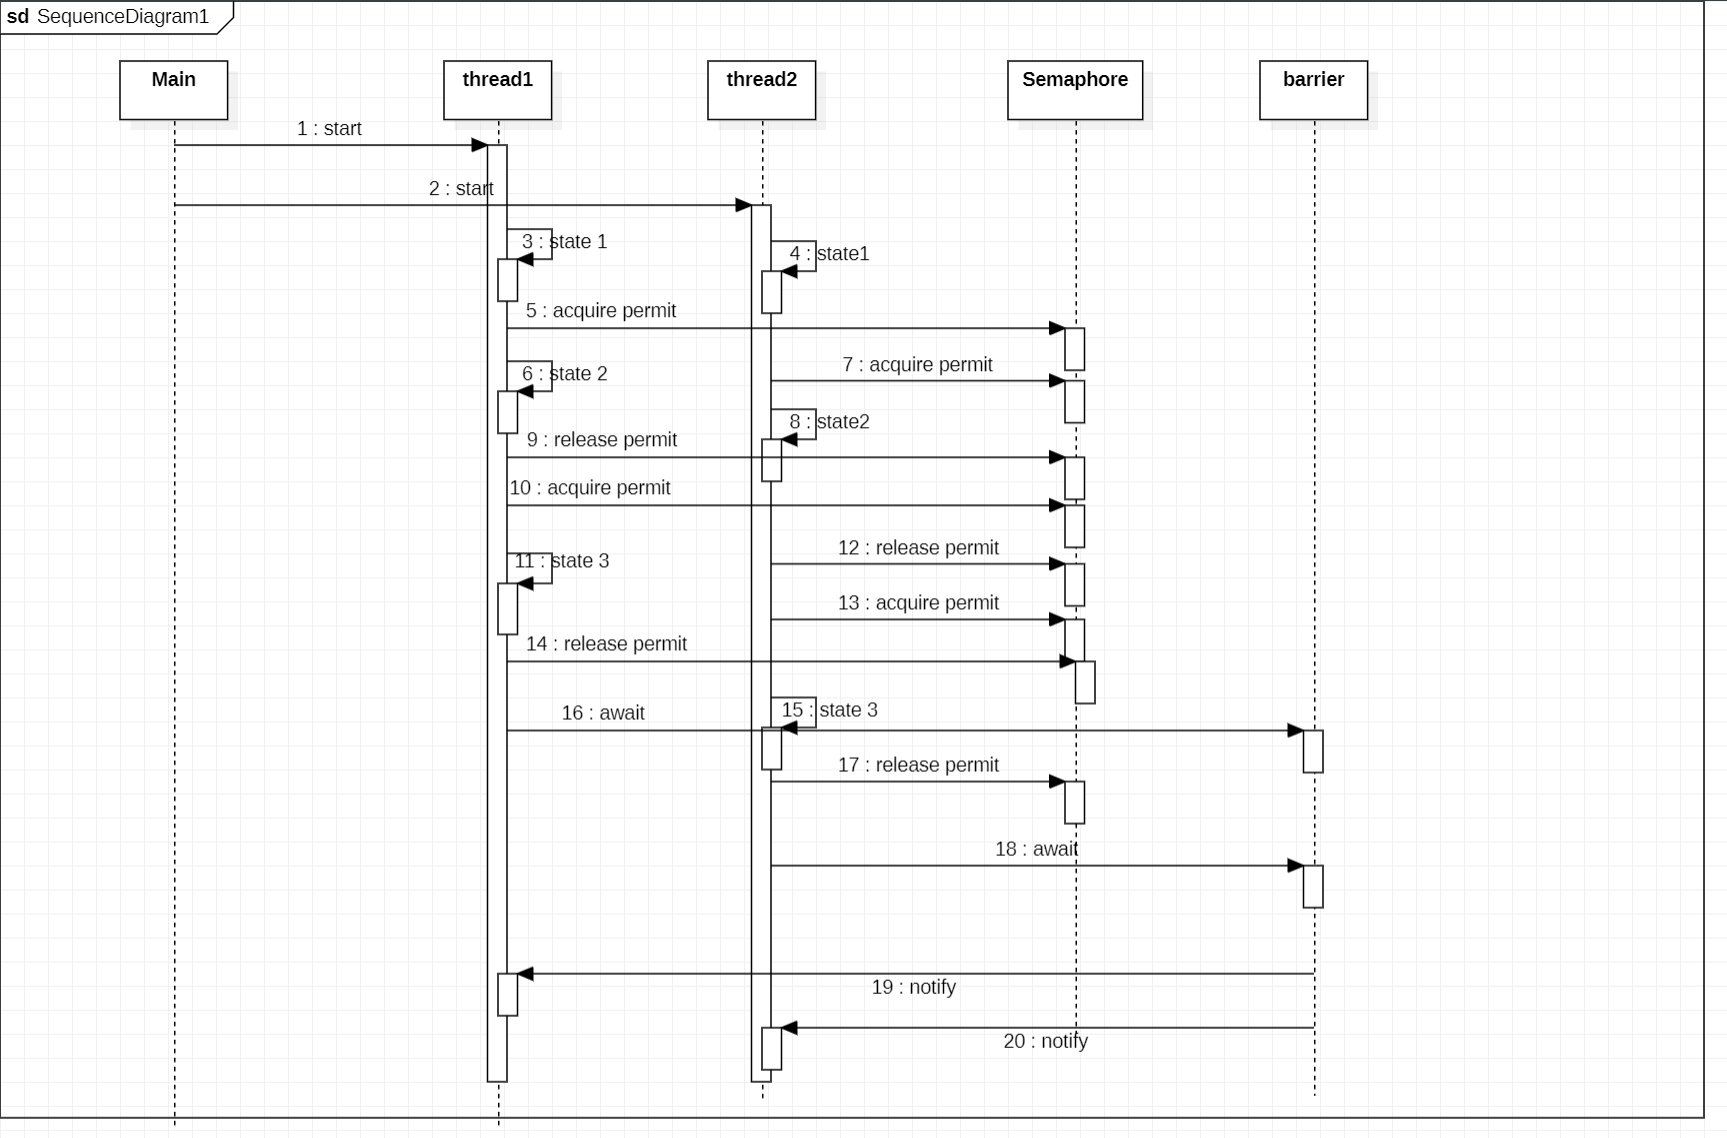 sd SequenceDiagram1
Main
thread1
thread2
Semaphore
barrier
1 : start
2 : start
3 : state 1
4 : state1
5 : acquire permit
7 : acquire permit
6 : state 2
8 : state2
9 : release permit
10 : acquire permit
12 : release permit
11 : state 3
13 : acquire permit
14 : release permit
15 : state 3
16 : await
17 : release permit
18 : await
19 : notify
20 : notify